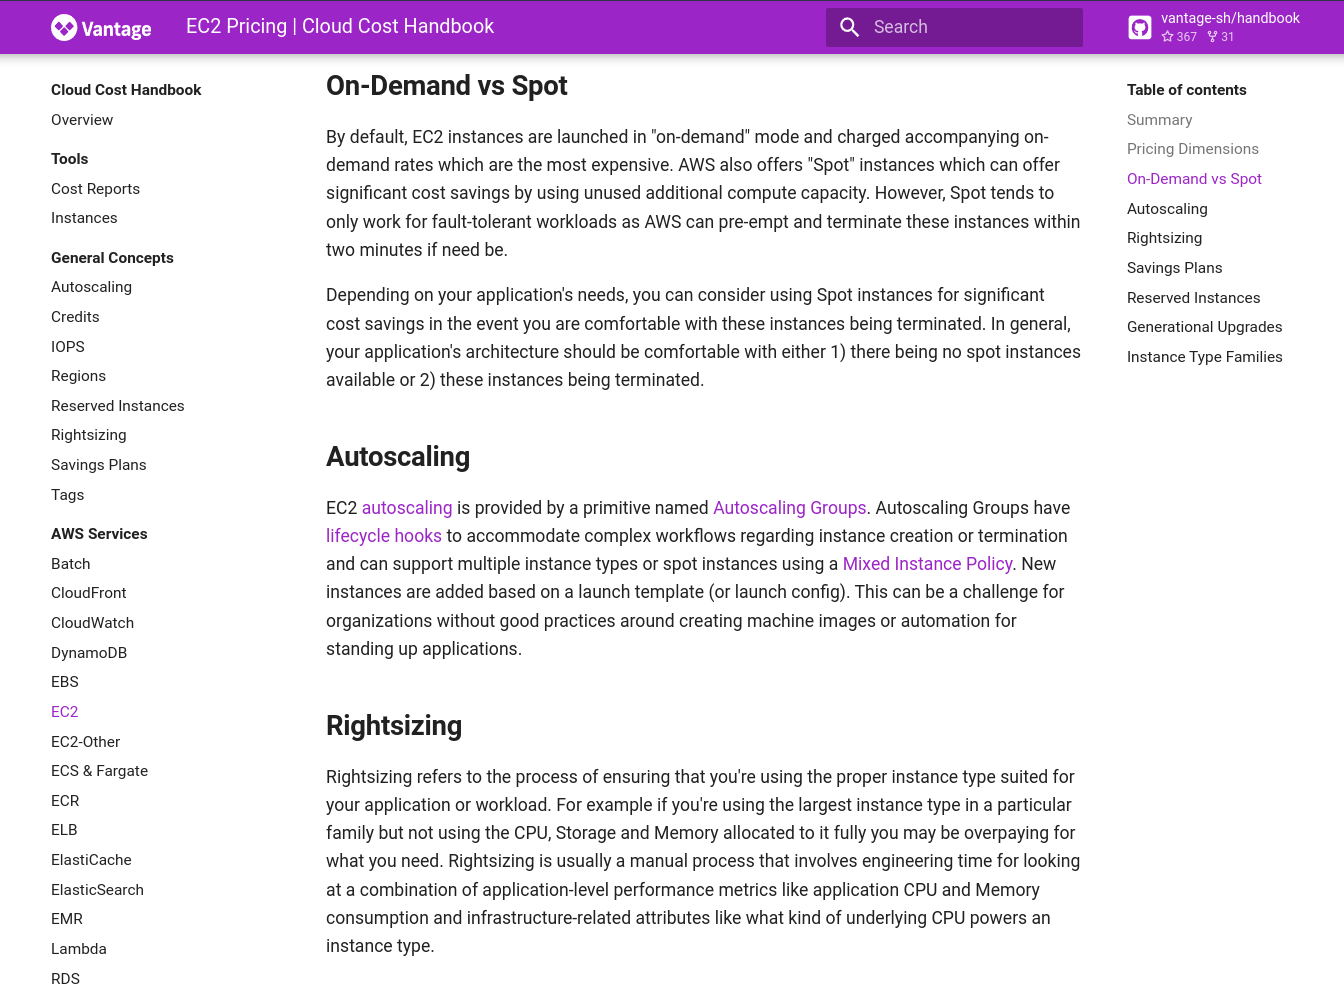 Vantage
EC2 Pricing | Cloud Cost Handbook
Search
vantage-sh/handbook
367 31
Cloud Cost Handbook
Overview
Tools
Cost Reports
Instances
General Concepts
Autoscaling
Credits
IOPS
Regions
Reserved Instances
Rightsizing
Savings Plans
Tags
AWS Services
Batch
CloudFront
CloudWatch
DynamoDB
EBS
EC2
EC2-Other
ECS & Fargate
ECR
ELB
ElastiCache
ElasticSearch
EMR
Lambda
RDS
On-Demand vs Spot
By default, EC2 instances are launched in "on-demand" mode and charged accompanying on-
demand rates which are the most expensive. AWS also offers "Spot" instances which can offer
significant cost savings by using unused additional compute capacity. However, Spot tends to
only work for fault-tolerant workloads as AWS can pre-empt and terminate these instances within
two minutes if need be.
Depending on your application's needs, you can consider using Spot instances for significant
cost savings in the event you are comfortable with these instances being terminated. In general,
your application's architecture should be comfortable with either 1) there being no spot instances
available or 2) these instances being terminated.
Autoscaling
EC2 autoscaling is provided by a primitive named Autoscaling Groups. Autoscaling Groups have
lifecycle hooks to accommodate complex workflows regarding instance creation or termination
and can support multiple instance types or spot instances using a Mixed Instance Policy. New
instances are added based on a launch template (or launch config). This can be a challenge for
organizations without good practices around creating machine images or automation for
standing up applications.
Rightsizing
Rightsizing refers to the process of ensuring that you're using the proper instance type suited for
your application or workload. For example if you're using the largest instance type in a particular
family but not using the CPU, Storage and Memory allocated to it fully you may be overpaying for
what you need. Rightsizing is usually a manual process that involves engineering time for looking
at a combination of application-level performance metrics like application CPU and Memory
consumption and infrastructure-related attributes like what kind of underlying CPU powers an
instance type.
Table of contents
Summary
Pricing Dimensions
On-Demand vs Spot
Autoscaling
Rightsizing
Savings Plans
Reserved Instances
Generational Upgrades
Instance Type Families